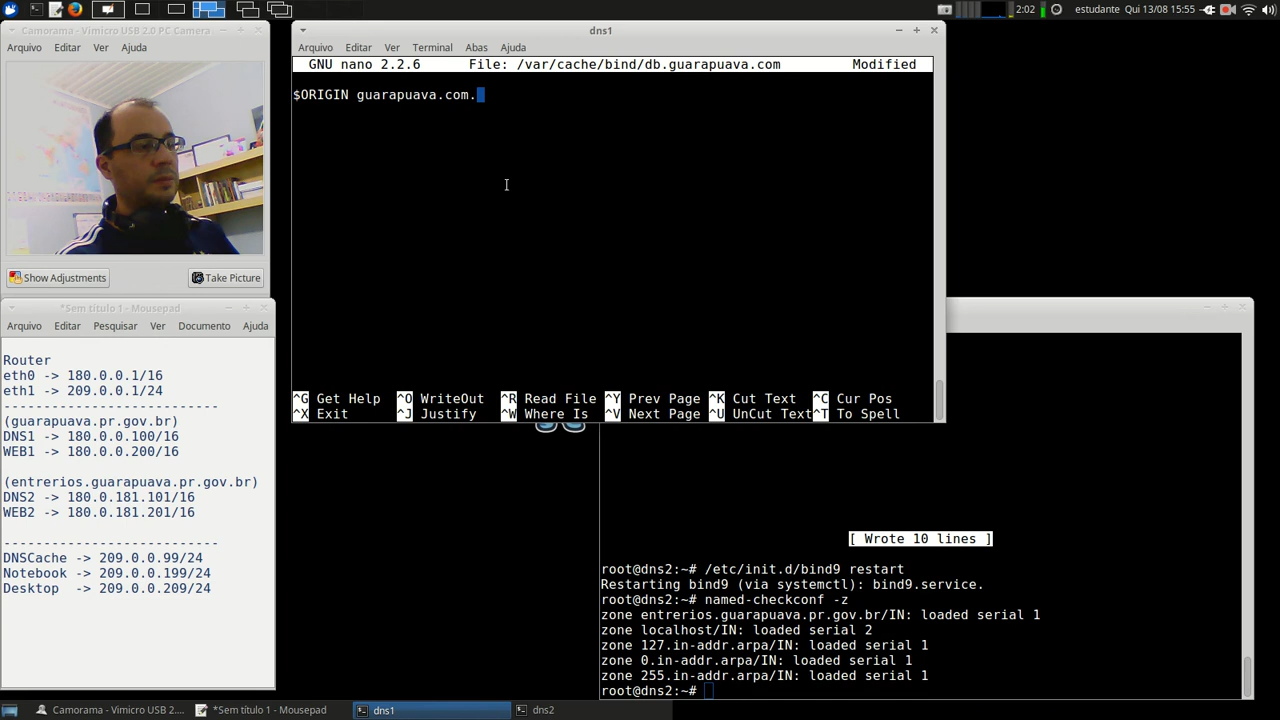 2:02 estudante Qui 13/08 15:55
Camorama - Vimicro USB 2.0 PC Camera
Arquivo Editar Ver Ajuda
Show Adjustments Take Picture
dns1
Arquivo Editar Ver Terminal Abas Ajuda
GNU nano 2.2.6 File: /var/cache/bind/db.guarapuava.com Modified
$ORIGIN guarapuava.com.
^G Get Help ^O WriteOut ^R Read File ^Y Prev Page ^K Cut Text ^C Cur Pos
^X Exit ^J Justify ^W Where Is ^V Next Page ^U UnCut Text^T To Spell
*Sem título 1 - Mousepad
Arquivo Editar Pesquisar Ver Documento Ajuda
Router
eth0 -> 180.0.0.1/16
eth1 -> 209.0.0.1/24
---------------------------
(guarapuava.pr.gov.br)
DNS1 -> 180.0.0.100/16
WEB1 -> 180.0.0.200/16
(entrerios.guarapuava.pr.gov.br)
DNS2 -> 180.0.181.101/16
WEB2 -> 180.0.181.201/16
---------------------------
DNSCache -> 209.0.0.99/24
Notebook -> 209.0.0.199/24
Desktop -> 209.0.0.209/24
[ Wrote 10 lines ]
root@dns2:~# /etc/init.d/bind9 restart
Restarting bind9 (via systemctl): bind9.service.
root@dns2:~# named-checkconf -z
zone entrerios.guarapuava.pr.gov.br/IN: loaded serial 1
zone localhost/IN: loaded serial 2
zone 127.in-addr.arpa/IN: loaded serial 1
zone 0.in-addr.arpa/IN: loaded serial 1
zone 255.in-addr.arpa/IN: loaded serial 1
root@dns2:~#
Camorama - Vimicro USB 2.... *Sem título 1 - Mousepad dns1 dns2